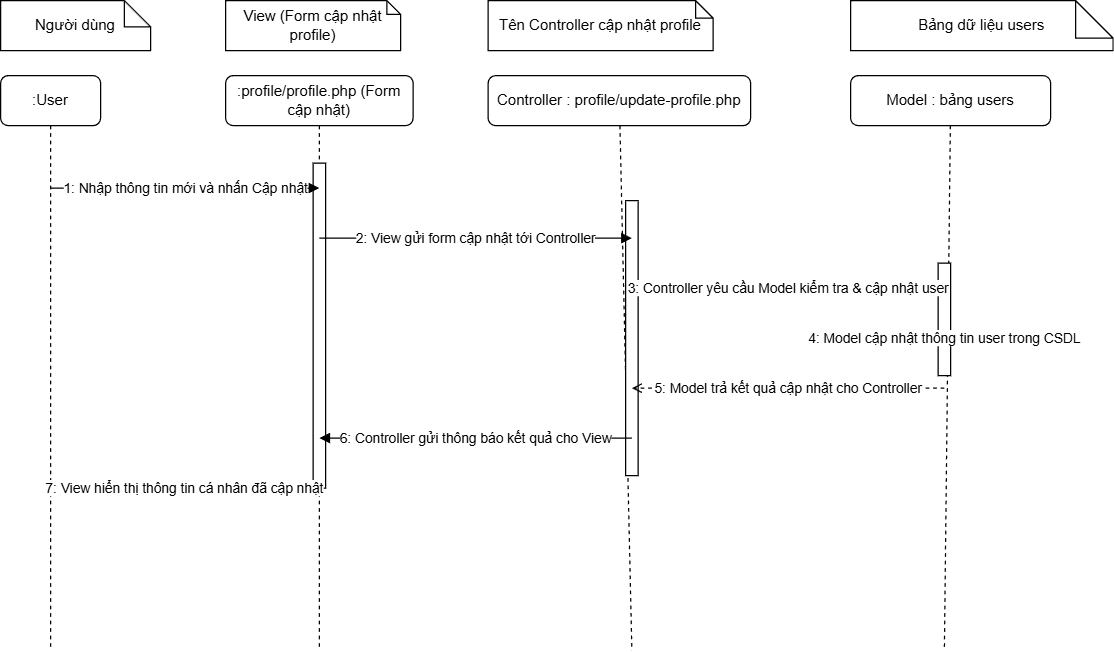 Người dùng
View (Form cập nhật
profile)
Tên Controller cập nhật profile
Bảng dữ liệu users
:User
:profile/profile.php (Form
cập nhật)
Controller : profile/update-profile.php
Model : bảng users
1: Nhập thông tin mới và nhấn Cập nhật
2: View gửi form cập nhật tới Controller
3: Controller yêu cầu Model kiểm tra & cập nhật user
4: Model cập nhật thông tin user trong CSDL
5: Model trả kết quả cập nhật cho Controller
6: Controller gửi thông báo kết quả cho View
7: View hiển thị thông tin cá nhân đã cập nhật